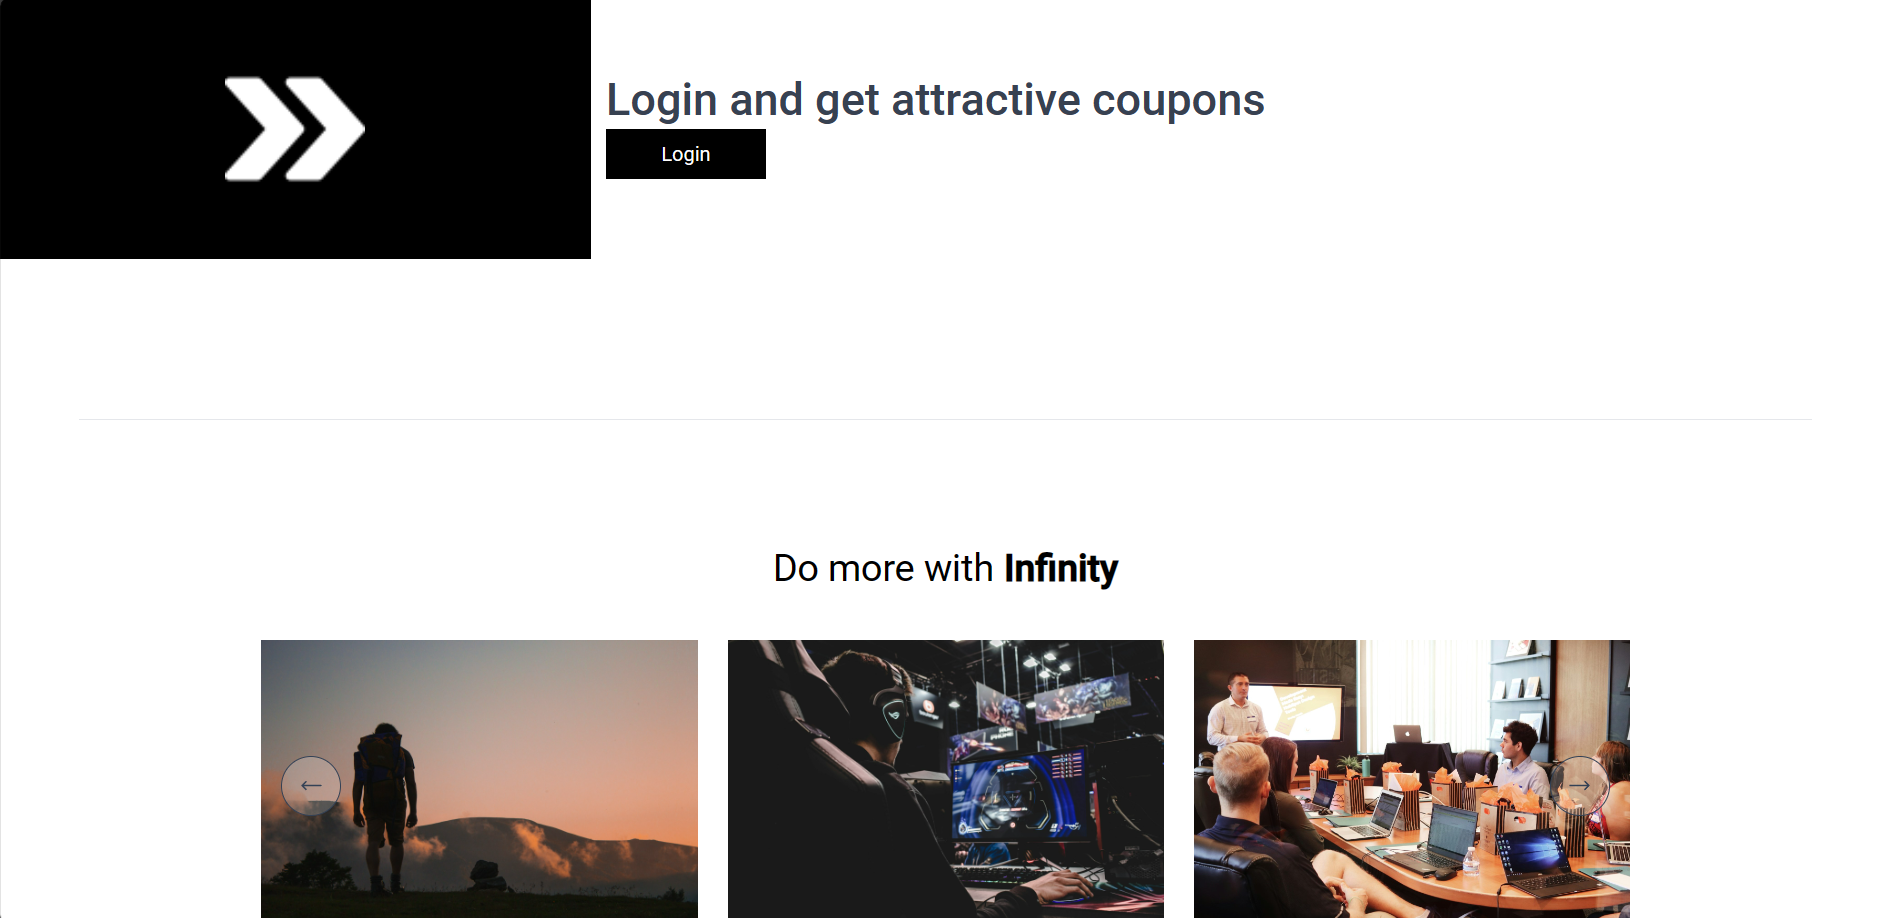 Login and get attractive coupons
Login
Do more with Infinity